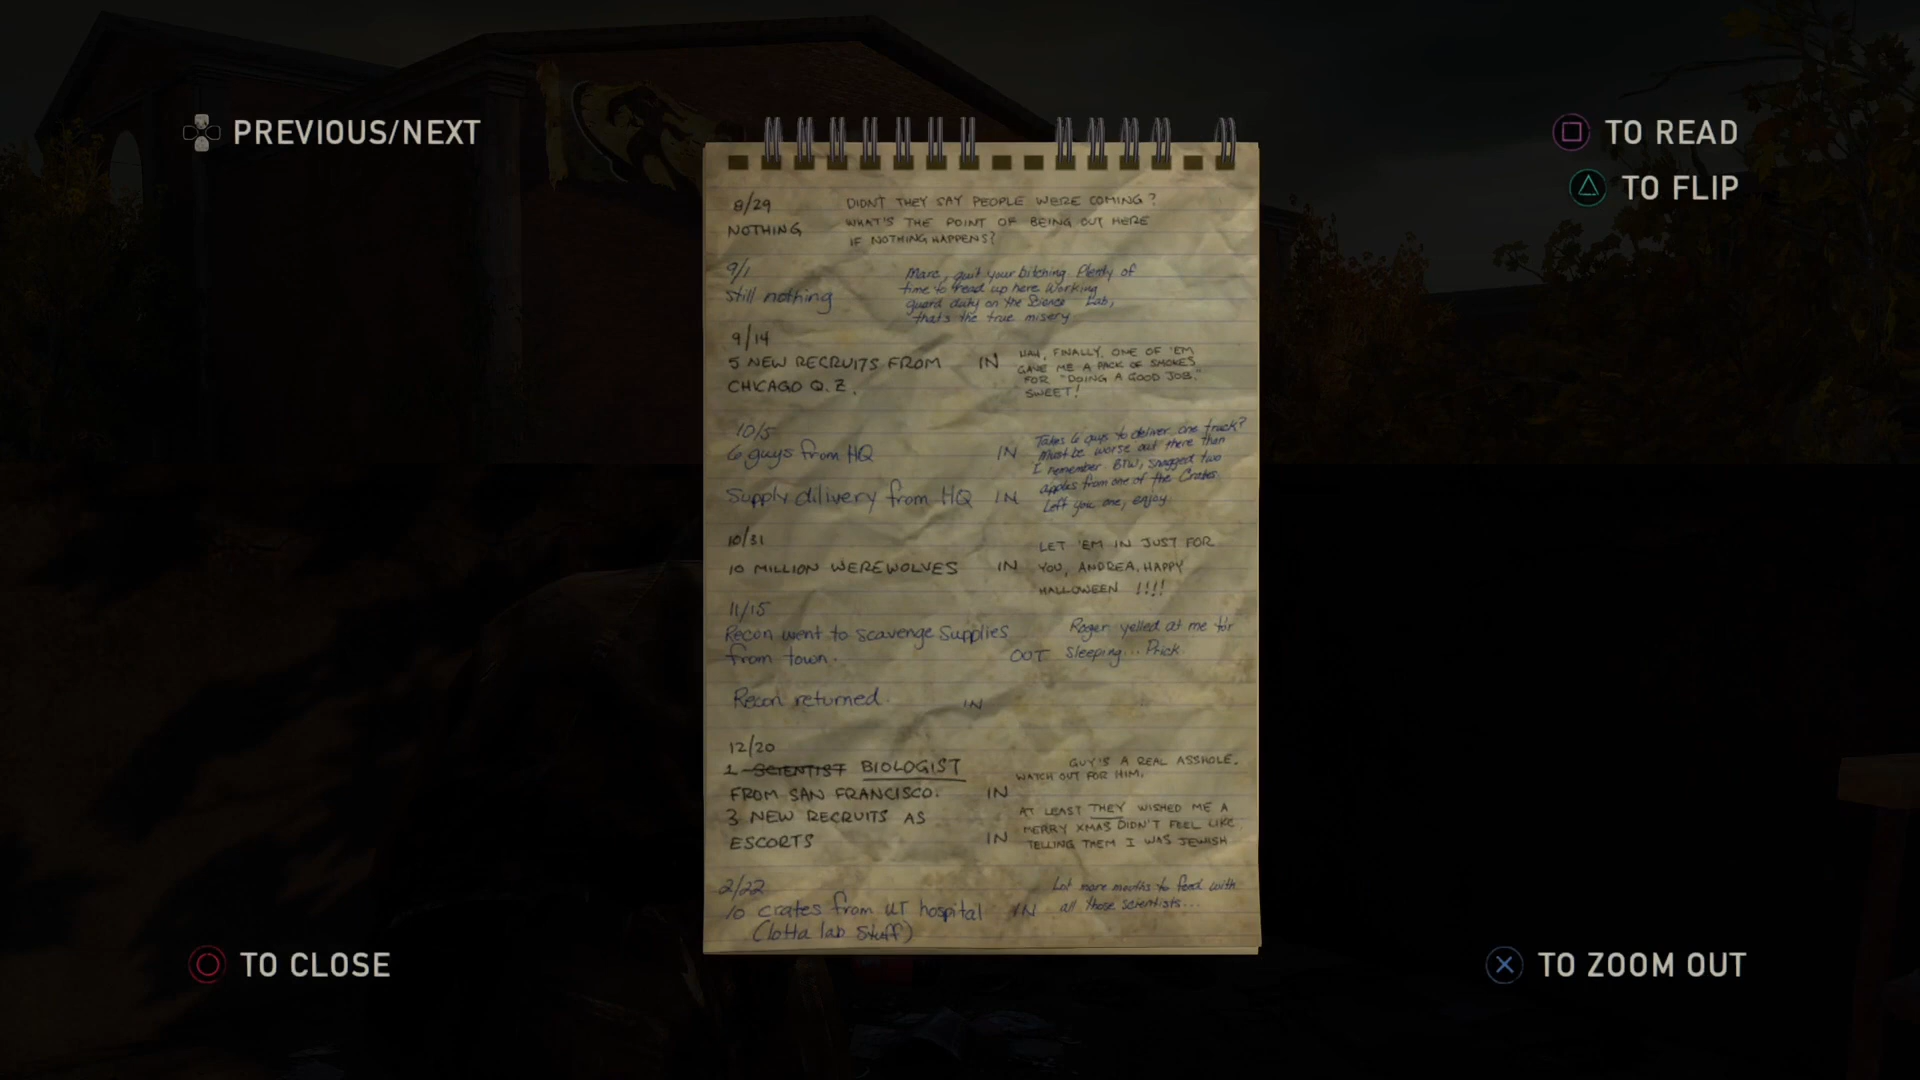 PREVIOUS/NEXT
TO READ
TO FLIP
8/29
NOTHING
DIDNT THEY SAY PEOPLE WERE COMING?
WHAT'S THE POINT OF BEING OUT HERE
IF NOTHING HAPPENS?
9/1
Still nothing
Marc, quit your bitching. Plenty of
time to read up here. Working
guard duty on the Science Lab,
thats the true misery
9/14
5 NEW RECRUITS FROM
CHICAGO Q.Z.
IN
HAH, FINALLY. ONE OF 'EM
GAVE ME A PACK OF SMOKES
FOR "DOING A GOOD JOB."
SWEET!
10/5
6 guys from HQ
IN
Supply dilivery from HQ
IN
Takes 6 guys to deliver one truck?
Must be worse out there than
I remember. BTW, snagged two
apples from one of the Crates.
Left you one, enjoy
10/31
10 MILLION WEREWOLVES
IN
LET 'EM IN JUST FOR
YOU, ANDREA. HAPPY
HALLOWEEN !!!!
11/15
Recon went to scavenge Supplies
from town.
OUT
Roger yelled at me for
Sleeping... Prick
Recon returned.
IN
12/20
1 SCIENTIST BIOLOGIST
FROM SAN FRANCISCO.
IN
GUY'S A REAL ASSHOLE.
WATCH OUT FOR HIM.
3 NEW RECRUITS AS
ESCORTS
IN
AT LEAST THEY WISHED ME A
MERRY XMAS DIDN'T FEEL LIKE
TELLING THEM I WAS JEWISH
2/22
10 crates from UT hospital
(lotta lab stuff)
IN
Lot more mouths to feed with
all those scientists...
TO CLOSE
TO ZOOM OUT